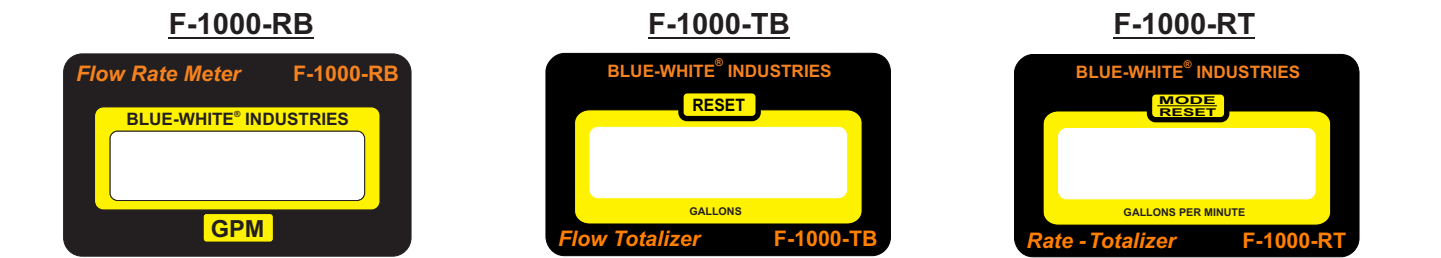 F-1000-RB
Flow Rate Meter F-1000-RB
BLUE-WHITE® INDUSTRIES
GPM
F-1000-TB
BLUE-WHITE® INDUSTRIES
RESET
GALLONS
Flow Totalizer F-1000-TB
F-1000-RT
BLUE-WHITE® INDUSTRIES
MODE
RESET
GALLONS PER MINUTE
Rate - Totalizer F-1000-RT